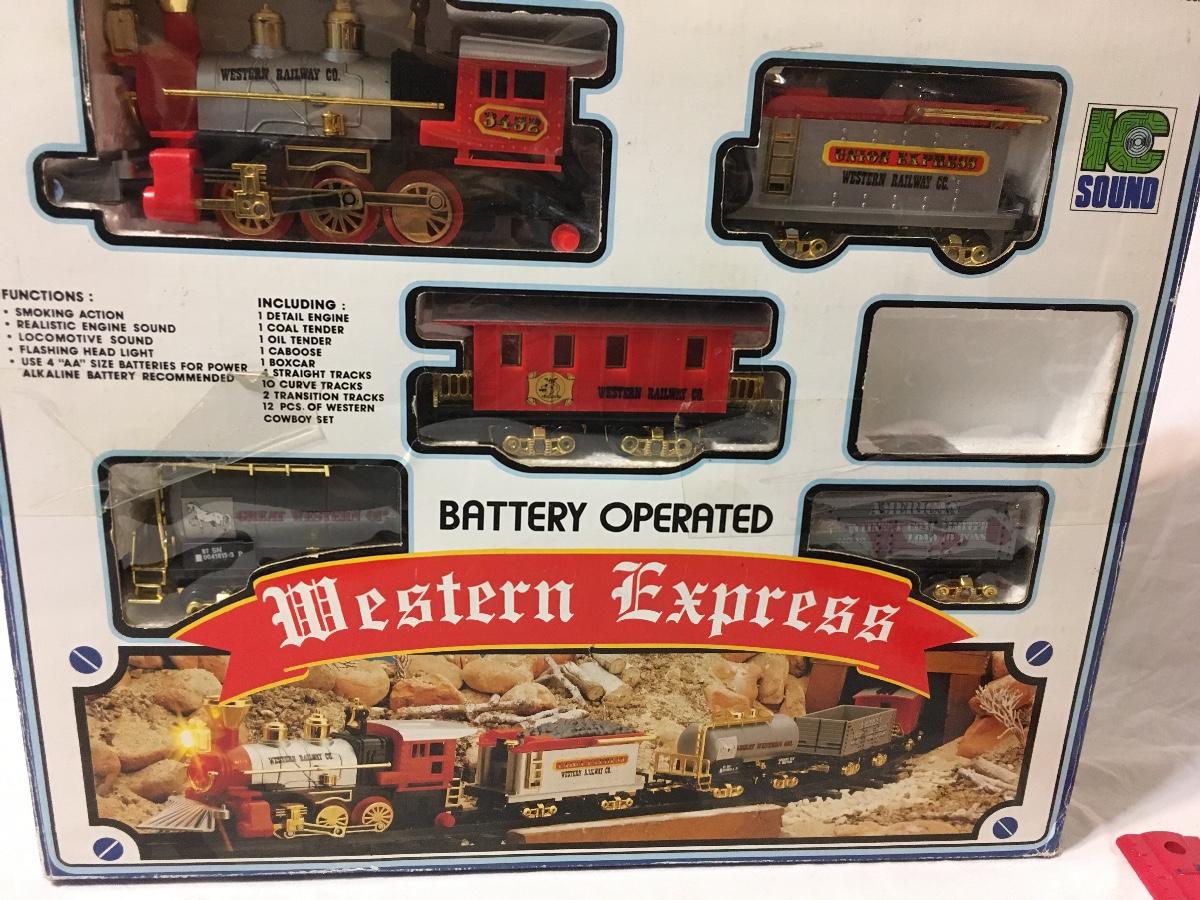 WESTERN RAILWAY CO.
3452
UNION EXPRESS
WESTERN RAILWAY CO.
IC
SOUND
FUNCTIONS :
• SMOKING ACTION
• REALISTIC ENGINE SOUND
• LOCOMOTIVE SOUND
• FLASHING HEAD LIGHT
• USE 4 "AA" SIZE BATTERIES FOR POWER
ALKALINE BATTERY RECOMMENDED
INCLUDING :
1 DETAIL ENGINE
1 COAL TENDER
1 OIL TENDER
1 CABOOSE
1 BOXCAR
STRAIGHT TRACKS
10 CURVE TRACKS
2 TRANSITION TRACKS
12 PCS. OF WESTERN
COWBOY SET
WESTERN RAILWAY CO.
GREAT WESTERN
BATTERY OPERATED
AMERICAN
Western Express
WESTERN RAILWAY CO.
UNION EXPRESS
WESTERN RAILWAY CO.
GREAT WESTERN OIL